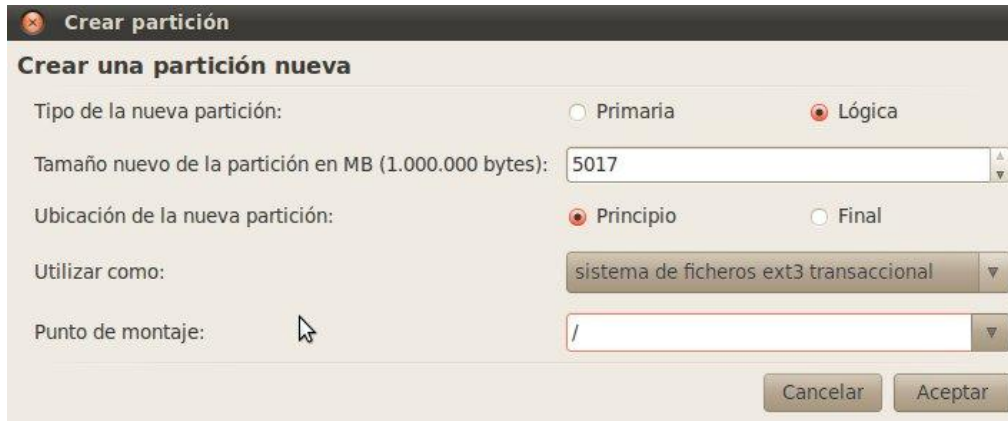 Crear partición
Crear una partición nueva
Tipo de la nueva partición: Primaria Lógica
Tamaño nuevo de la partición en MB (1.000.000 bytes): 5017
Ubicación de la nueva partición: Principio Final
Utilizar como: sistema de ficheros ext3 transaccional
Punto de montaje: /
Cancelar Aceptar